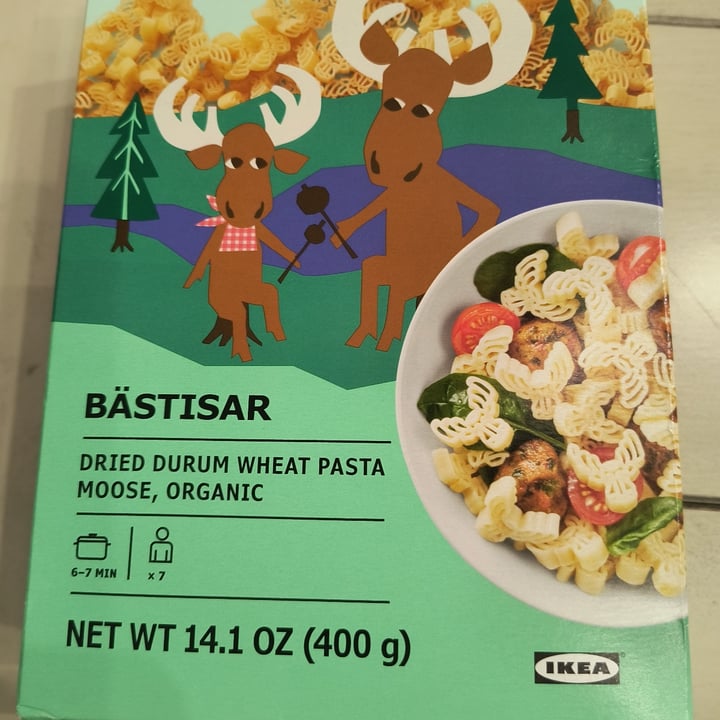 BÄSTISAR
DRIED DURUM WHEAT PASTA
MOOSE, ORGANIC
6–7 MIN
x 7
NET WT 14.1 OZ (400 g)
IKEA